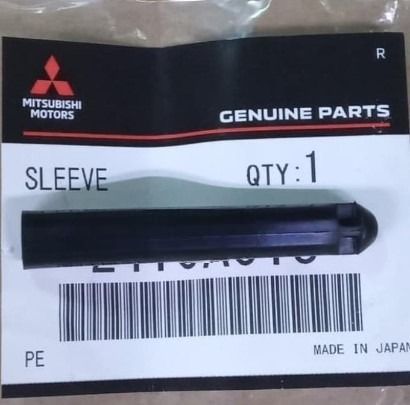 R
MITSUBISHI
MOTORS
GENUINE PARTS
SLEEVE
QTY:1
PE
MADE IN JAPAN